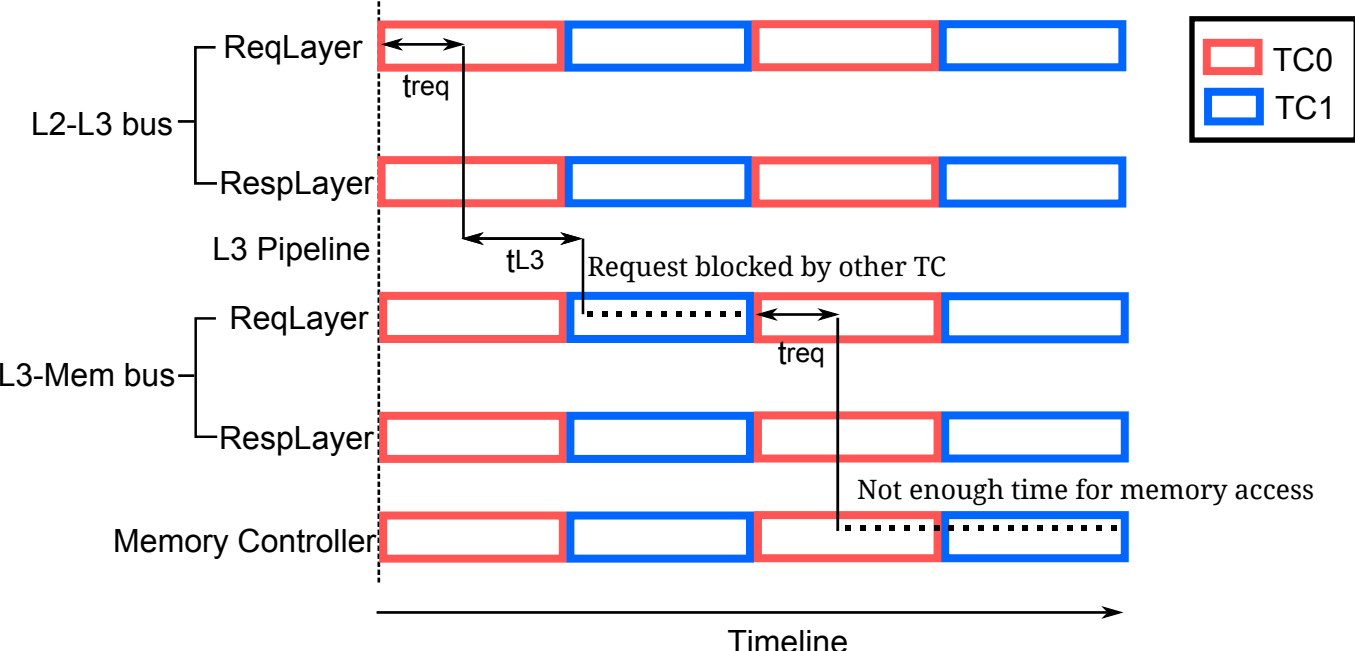 ReqLayer
TC0
treq
TC1
L2-L3 bus
RespLayer
L3 Pipeline
tL3
Request blocked by other TC
ReqLayer
treq
L3-Mem bus
RespLayer
Not enough time for memory access
Memory Controller
Timeline